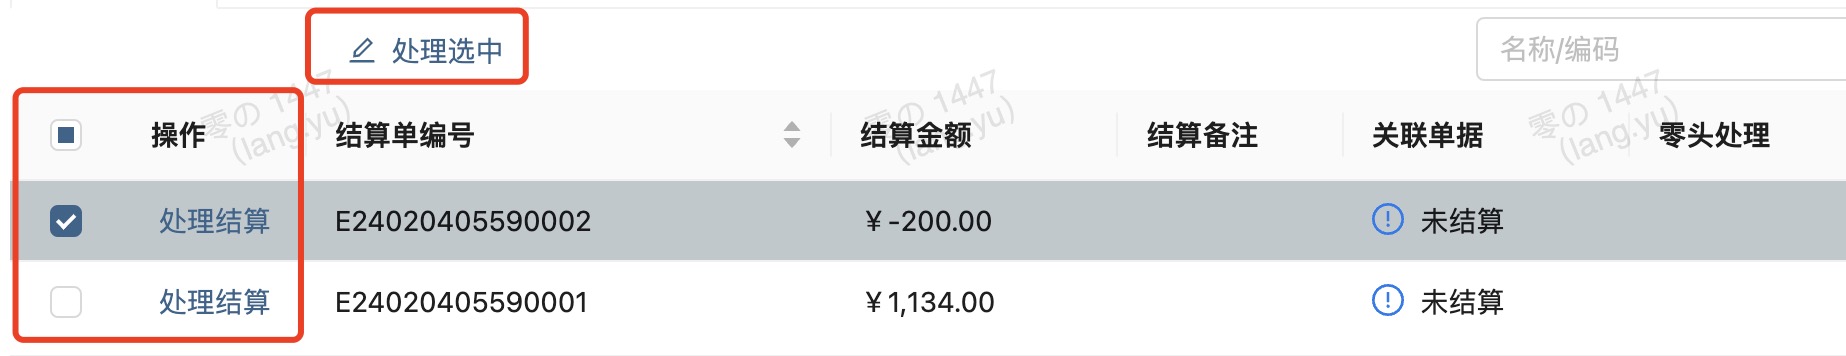 处理选中
名称/编码
操作 结算单编号 结算金额 结算备注 关联单据 零头处理
处理结算 E24020405590002 ¥-200.00 未结算
处理结算 E24020405590001 ¥1,134.00 未结算
零の 1447
(lang.yu)
零の 1447
(lang.yu)
零の 1447
(lang.yu)